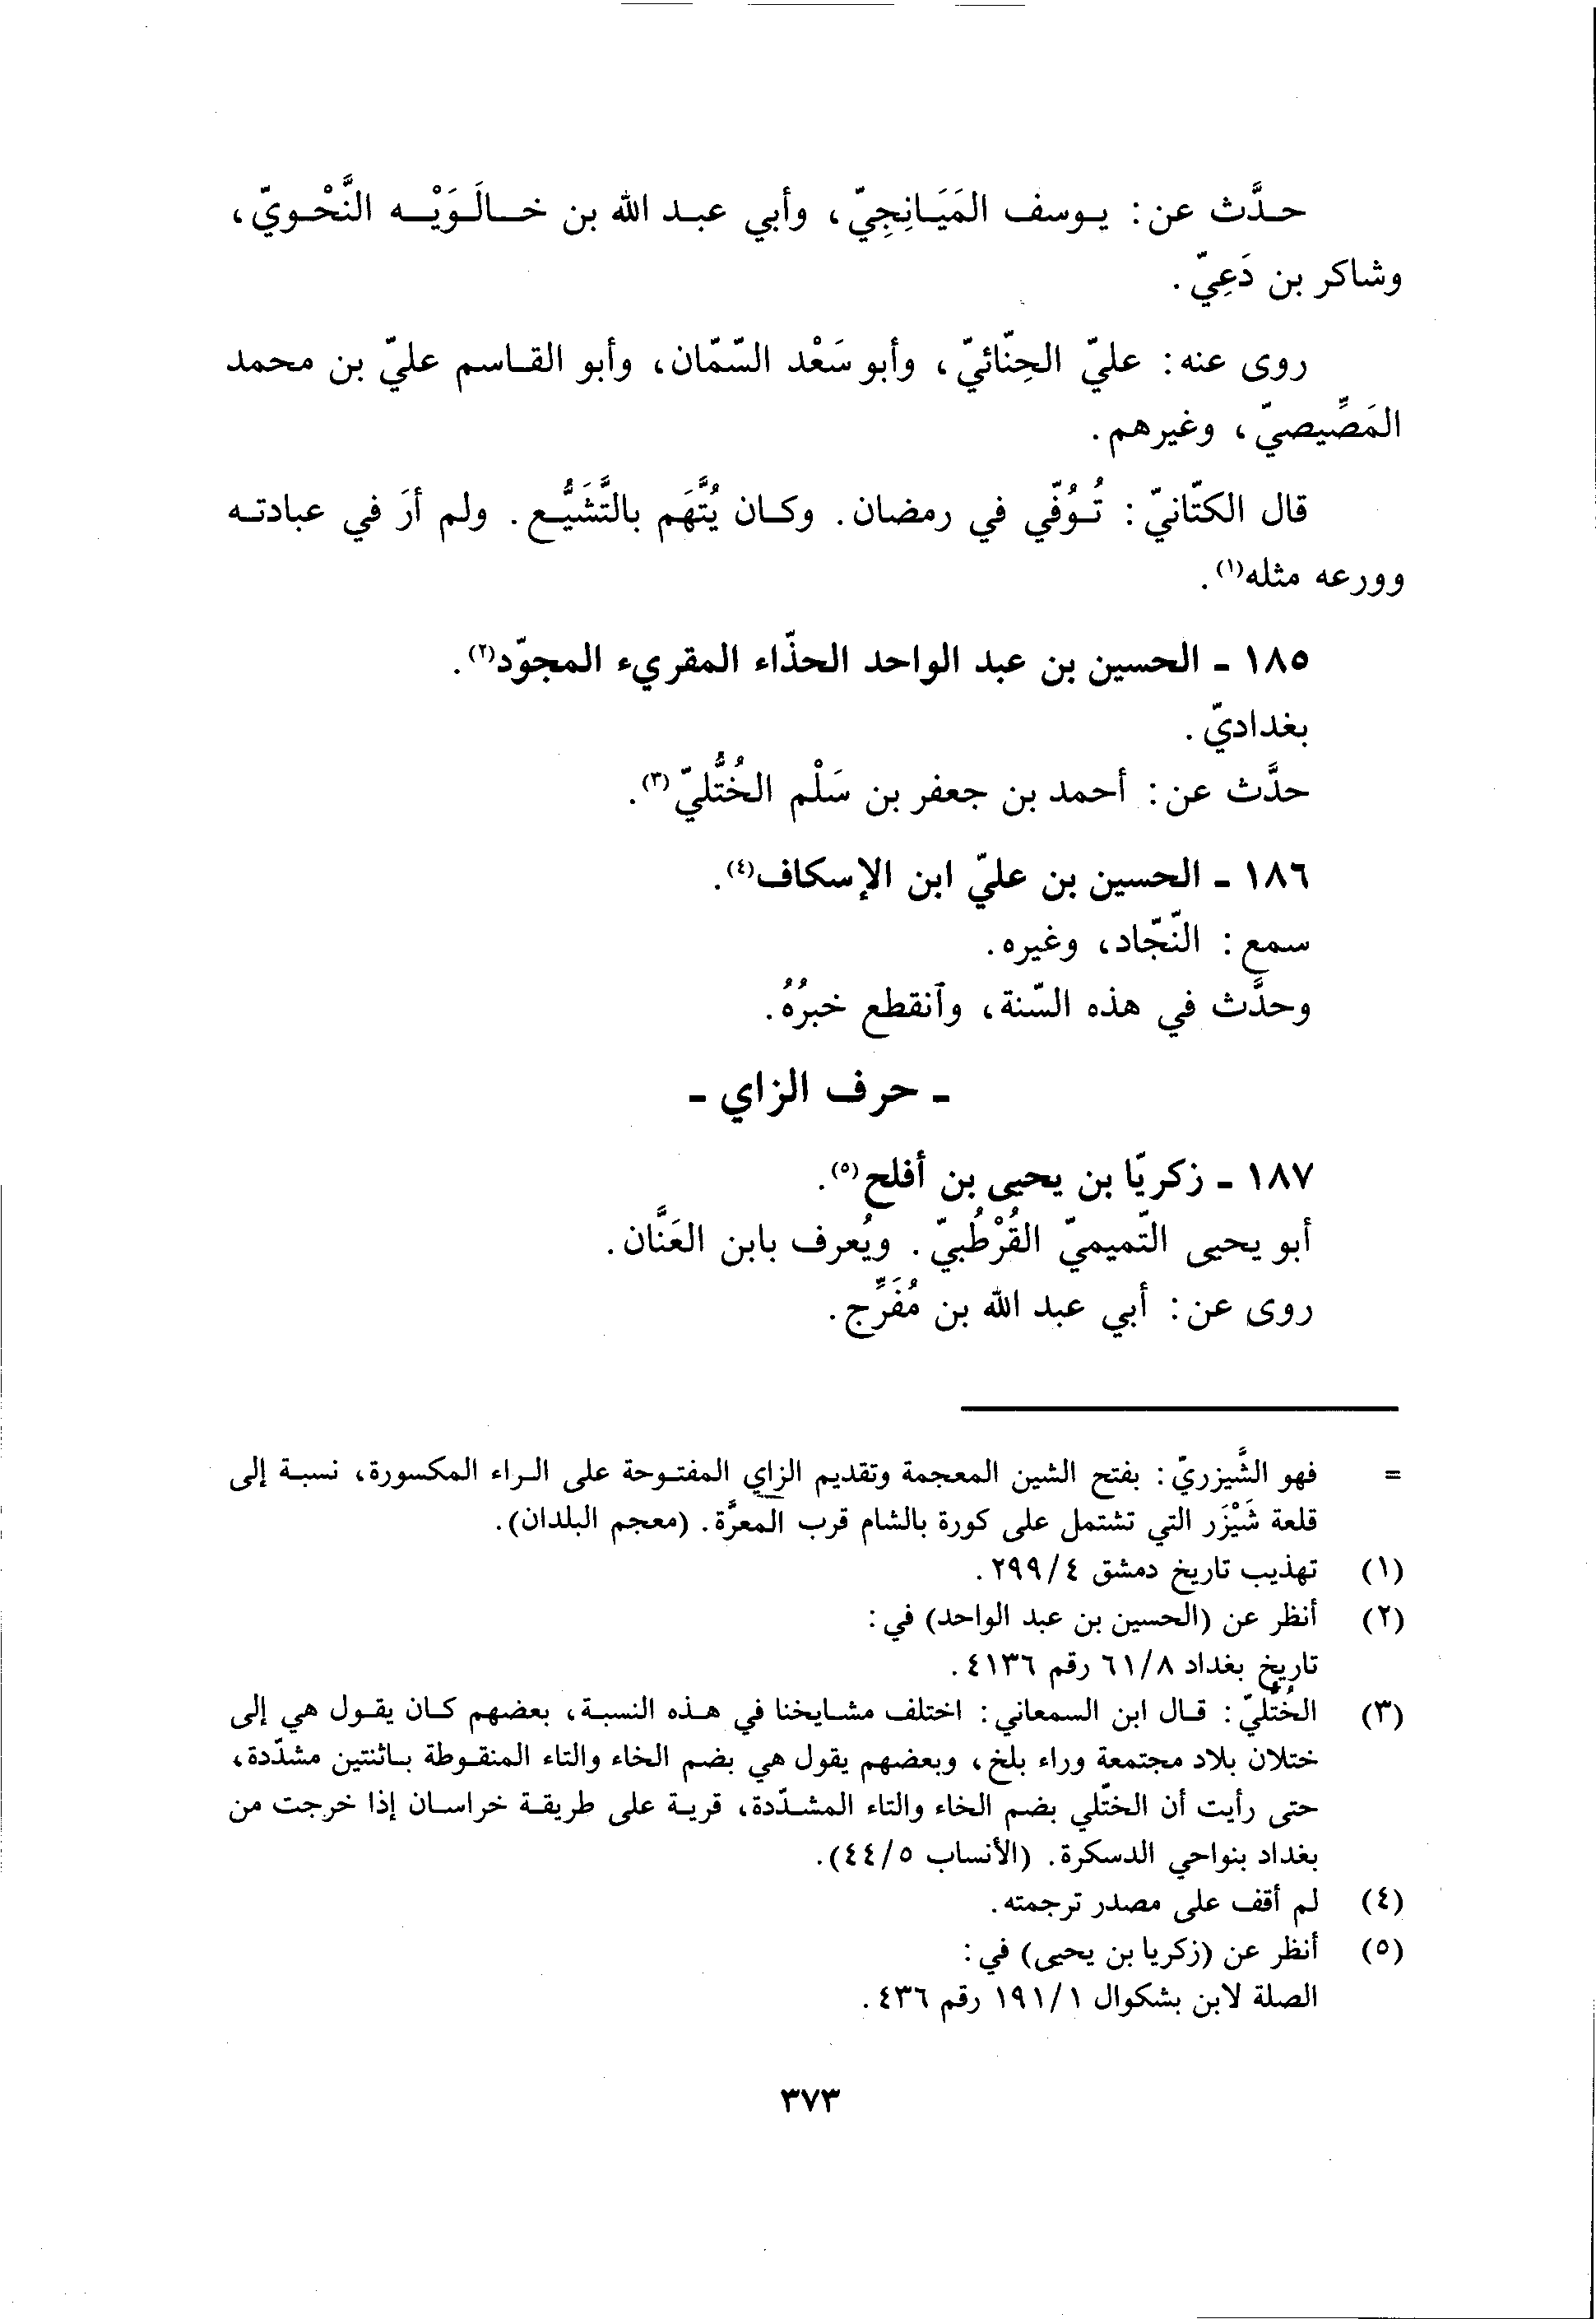 حدَّث عن: يوسف المَيَانِجِيّ، وأبي عبد الله بن خالَوَيْه النَّحْويّ،
وشاكر بن دَعِيّ.
روى عنه: عليّ الحِنّائيّ، وأبو سَعْد السّمّان، وأبو القاسم عليّ بن محمد
المَصِّيصيّ، وغيرهم.
قال الكتّانيّ: تُوُفّي في رمضان. وكان يُتَّهَم بالتَّشَيُّع. ولم أرَ في عبادته
وورعه مثله(١).
١٨٥ - الحسين بن عبد الواحد الحذّاء المقريء المجوّد(٢).
بغداديّ.
حدَّث عن: أحمد بن جعفر بن سَلْم الخُتُّليّ(٣).
١٨٦ - الحسين بن عليّ ابن الإسكاف(٤).
سمع: النّجّاد، وغيره.
وحدَّث في هذه السّنة، وٱنقطع خبرُهُ.
- حرف الزاي -
١٨٧ - زكريّا بن يحيى بن أفلح(٥).
أبو يحيى التّميميّ القُرْطُبيّ. ويُعرف بابن العَنَّان.
روى عن: أبي عبد الله بن مُفَرِّج.
= فهو الشَّيزريّ: بفتح الشين المعجمة وتقديم الزاي المفتوحة على الراء المكسورة، نسبة إلى
قلعة شَيْزَر التي تشتمل على كورة بالشام قرب المعرَّة. (معجم البلدان).
(١) تهذيب تاريخ دمشق ٢٩٩/٤.
(٢) أنظر عن (الحسين بن عبد الواحد) في:
تاريخ بغداد ٦١/٨ رقم ٤١٣٦.
(٣) الخُتُّليّ: قال ابن السمعاني: اختلف مشايخنا في هذه النسبة، بعضهم كان يقول هي إلى
ختلان بلاد مجتمعة وراء بلخ، وبعضهم يقول هي بضم الخاء والتاء المنقوطة باثنتين مشدّدة،
حتى رأيت أن الختّلي بضم الخاء والتاء المشدّدة، قرية على طريقة خراسان إذا خرجت من
بغداد بنواحي الدسكرة. (الأنساب ٤٤/٥).
(٤) لم أقف على مصدر ترجمته.
(٥) أنظر عن (زكريا بن يحيى) في:
الصلة لابن بشكوال ١٩١/١ رقم ٤٣٦.
٣٧٣